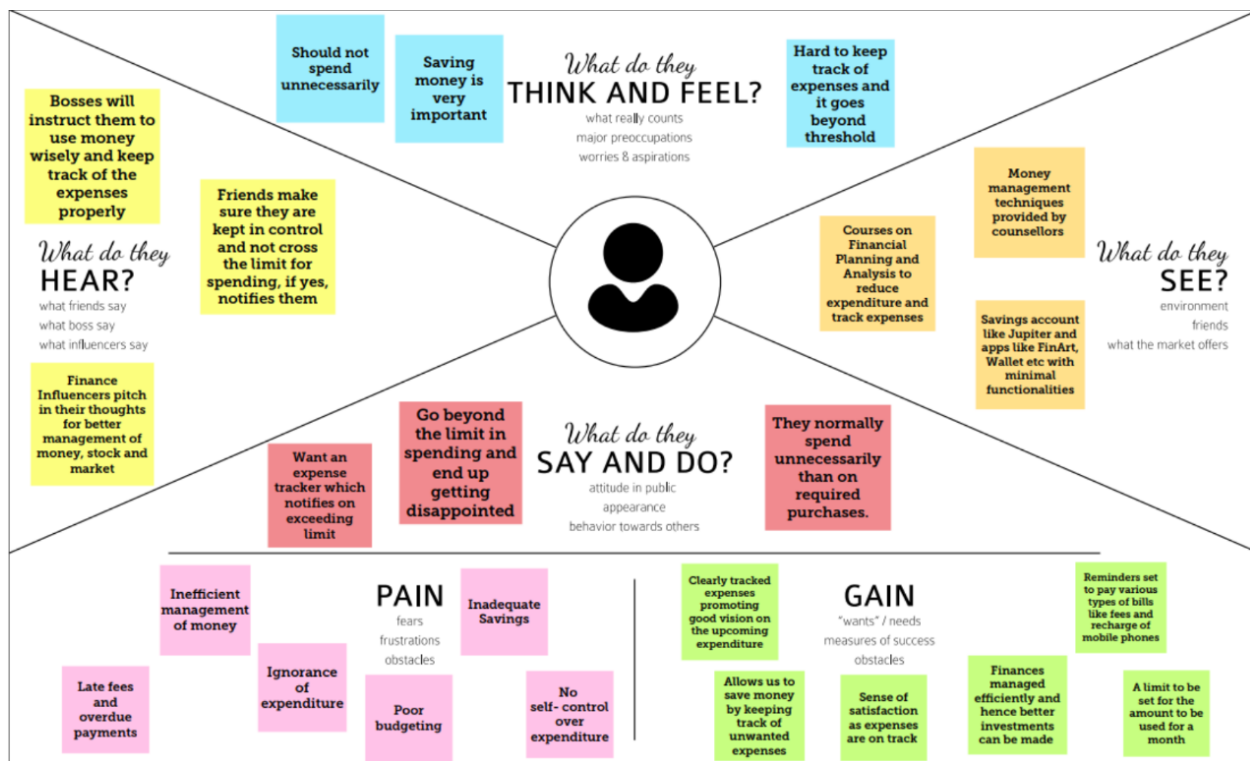 Should not
spend
unnecessarily
Saving
money is
very
important
What do they
THINK AND FEEL?
what really counts
major preoccupations
worries & aspirations
Hard to keep
track of
expenses and
it goes
beyond
threshold
Bosses will
instruct them to
use money
wisely and keep
track of the
expenses
properly
Friends make
sure they are
kept in control
and not cross
the limit for
spending, if yes,
notifies them
What do they
HEAR?
what friends say
what boss say
what influencers say
Finance
Influencers pitch
in their thoughts
for better
management of
money, stock and
market
Money
management
techniques
provided by
counsellors
Courses on
Financial
Planning and
Analysis to
reduce
expenditure and
track expenses
What do they
SEE?
environment
friends
what the market offers
Savings account
like Jupiter and
apps like FinArt,
Wallet etc with
minimal
functionalities
Want an
expense
tracker which
notifies on
exceeding
limit
Go beyond
the limit in
spending and
end up
getting
disappointed
What do they
SAY AND DO?
attitude in public
appearance
behavior towards others
They normally
spend
unnecessarily
than on
required
purchases.
Inefficient
management
of money
PAIN
fears
frustrations
obstacles
Inadequate
Savings
Late fees
and
overdue
payments
Ignorance
of
expenditure
Poor
budgeting
No
self- control
over
expenditure
Clearly tracked
expenses
promoting
good vision on
the upcoming
expenditure
GAIN
"wants" / needs
measures of success
obstacles
Reminders set
to pay various
types of bills
like fees and
recharge of
mobile phones
Allows us to
save money
by keeping
track of
unwanted
expenses
Sense of
satisfaction
as expenses
are on track
Finances
managed
efficiently and
hence better
investments
can be made
A limit to be
set for the
amount to be
used for a
month